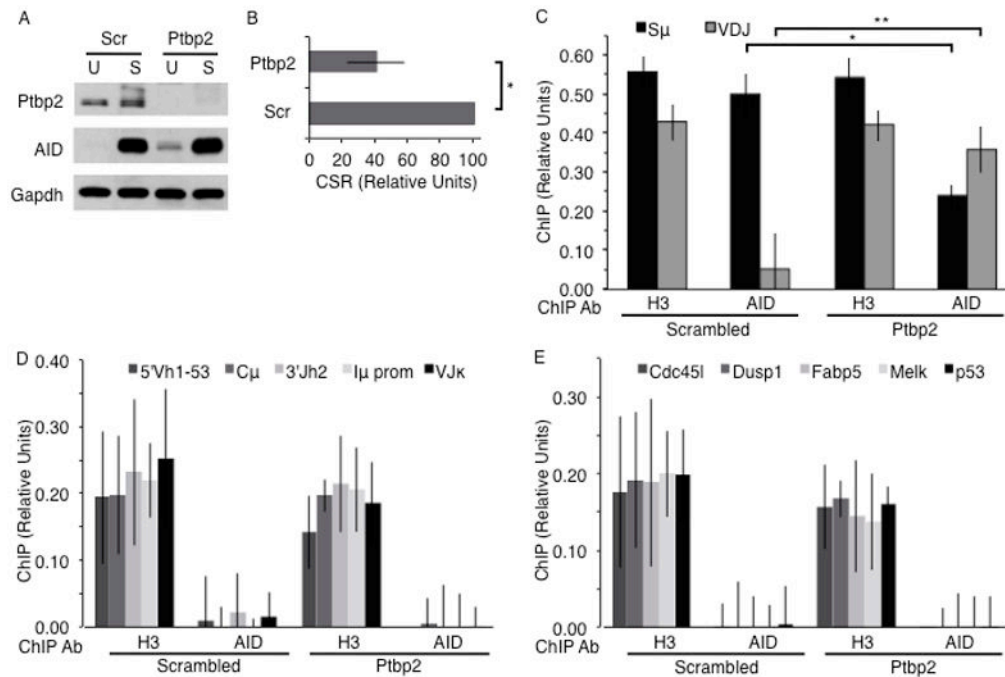 A
Scr Ptbp2
U S U S
Ptbp2
AID
Gapdh
B
Ptbp2
Scr
*
0 20 40 60 80 100
CSR (Relative Units)
C
Sμ VDJ
**
*
ChIP (Relative Units)
0.60
0.50
0.40
0.30
0.20
0.10
0.00
ChIP Ab H3 AID H3 AID
Scrambled Ptbp2
D
5'Vh1-53 Cμ 3'Jh2 Iμ prom VJκ
ChIP (Relative Units)
0.40
0.30
0.20
0.10
0.00
ChIP Ab H3 AID H3 AID
Scrambled Ptbp2
E
Cdc45l Dusp1 Fabp5 Melk p53
ChIP (Relative Units)
0.30
0.20
0.10
0.00
ChIP Ab H3 AID H3 AID
Scrambled Ptbp2